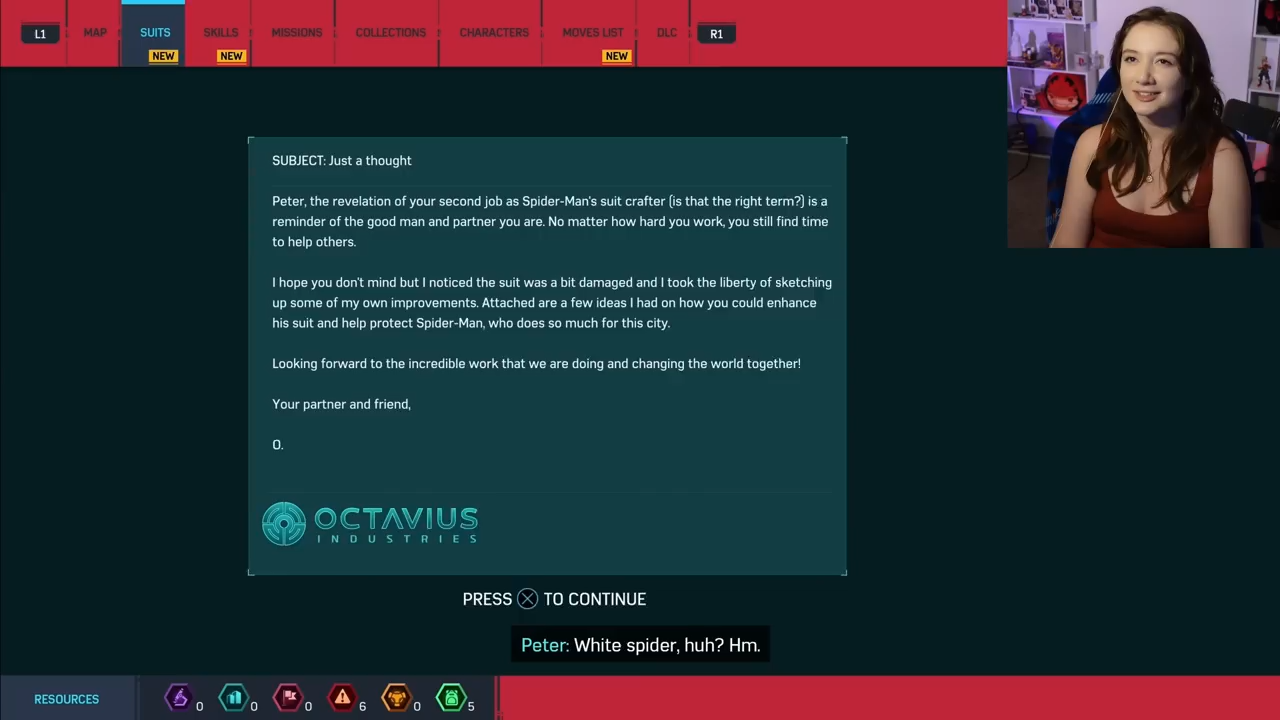 L1 MAP SUITS SKILLS MISSIONS COLLECTIONS CHARACTERS MOVES LIST DLC R1
NEW NEW NEW
SUBJECT: Just a thought
Peter, the revelation of your second job as Spider-Man's suit crafter (is that the right term?) is a
reminder of the good man and partner you are. No matter how hard you work, you still find time
to help others.
I hope you don't mind but I noticed the suit was a bit damaged and I took the liberty of sketching
up some of my own improvements. Attached are a few ideas I had on how you could enhance
his suit and help protect Spider-Man, who does so much for this city.
Looking forward to the incredible work that we are doing and changing the world together!
Your partner and friend,
O.
OCTAVIUS
INDUSTRIES
PRESS TO CONTINUE
Peter: White spider, huh? Hm.
RESOURCES 0 0 0 6 0 5